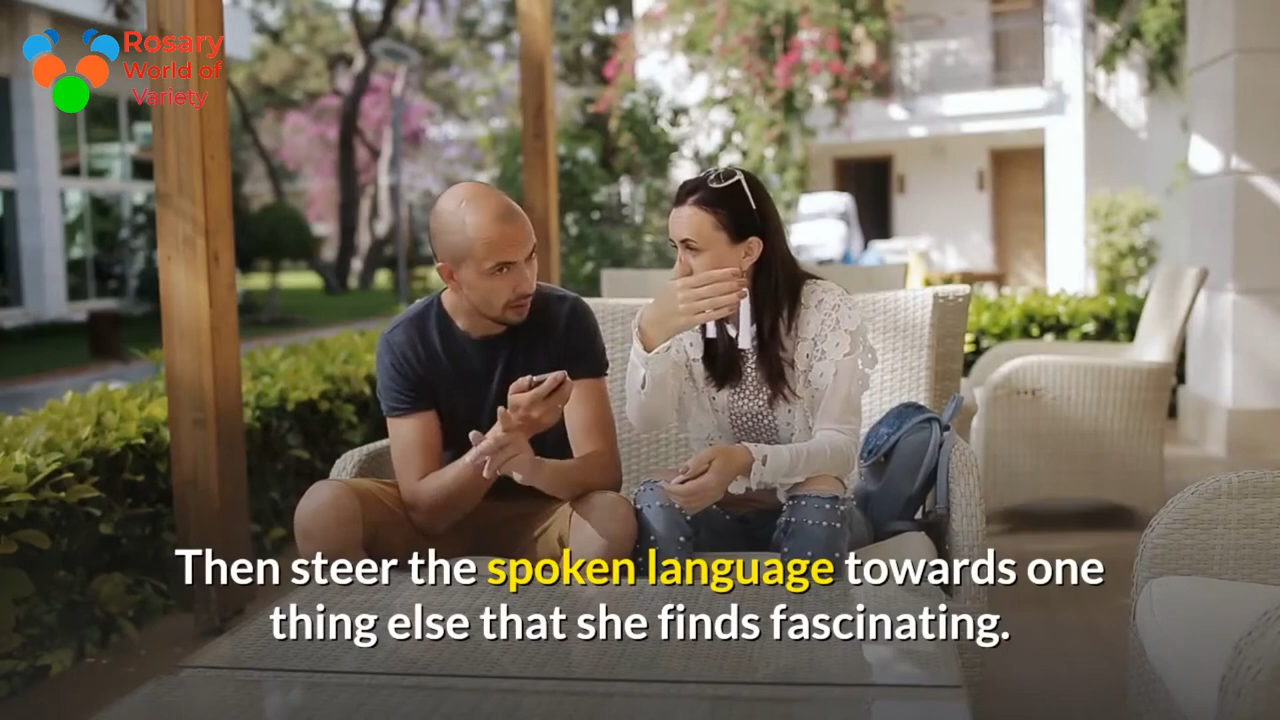 Rosary
World of
Variety
Then steer the spoken language towards one
thing else that she finds fascinating.